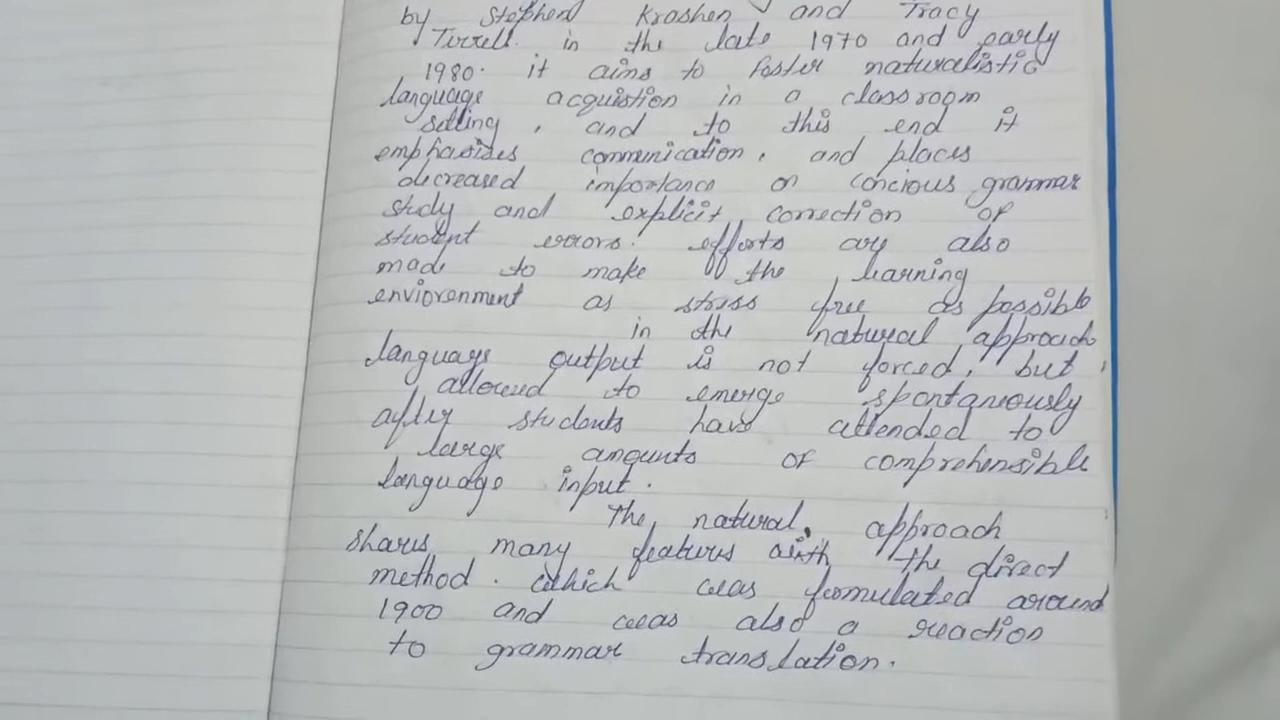 by Stephen Krashen and Tracy
Terrell. in the late 1970 and early
1980. it aims to foster naturalistic
language acquistion in a classroom
setting, and to this end it
emphasizes communication, and places
decreased importance on concious grammar
study and explicit correction of
student errors. efforts are also
made to make the learning
enviorenment as stress free as possible
in the natural approach
language output is not forced, but
allowed to emerge spontaneously
after students have attended to
large amounts of comprehensible
language input.
The natural approach
shares many features with the direct
method. which was fomulated around
1900 and was also a reaction
to grammar translation.